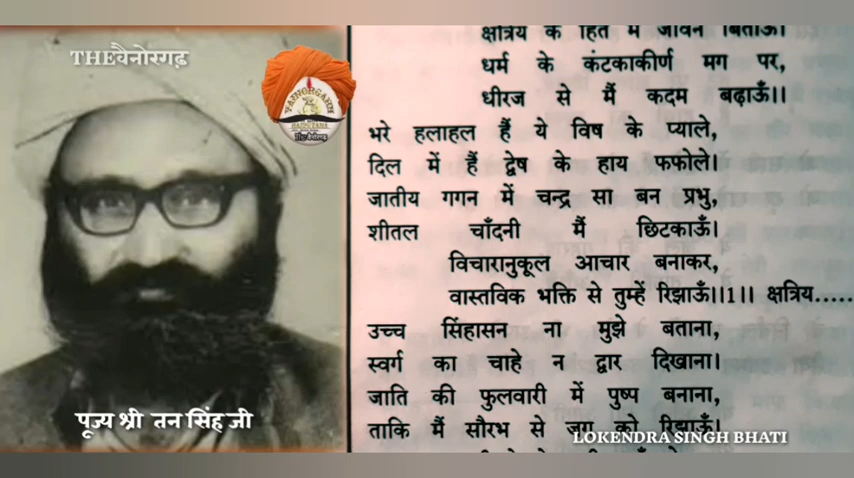 THEवैनोरगढ़
VAINORGARH
पूज्य श्री तन सिंह जी
क्षत्रिय के हित में जीवन बिताऊँ।
धर्म के कंटकाकीर्ण मग पर,
धीरज से मैं कदम बढ़ाऊँ।।
भरे हलाहल हैं ये विष के प्याले,
दिल में हैं द्वेष के हाय फफोले।
जातीय गगन में चन्द्र सा बन प्रभु,
शीतल चाँदनी मैं छिटकाऊँ।
विचारानुकूल आचार बनाकर,
वास्तविक भक्ति से तुम्हें रिझाऊँ।।1।। क्षत्रिय.....
उच्च सिंहासन ना मुझे बताना,
स्वर्ग का चाहे न द्वार दिखाना।
जाति की फुलवारी में पुष्प बनाना,
ताकि मैं सौरभ से जग को रिझाऊँ।
LOKENDRA SINGH BHATI